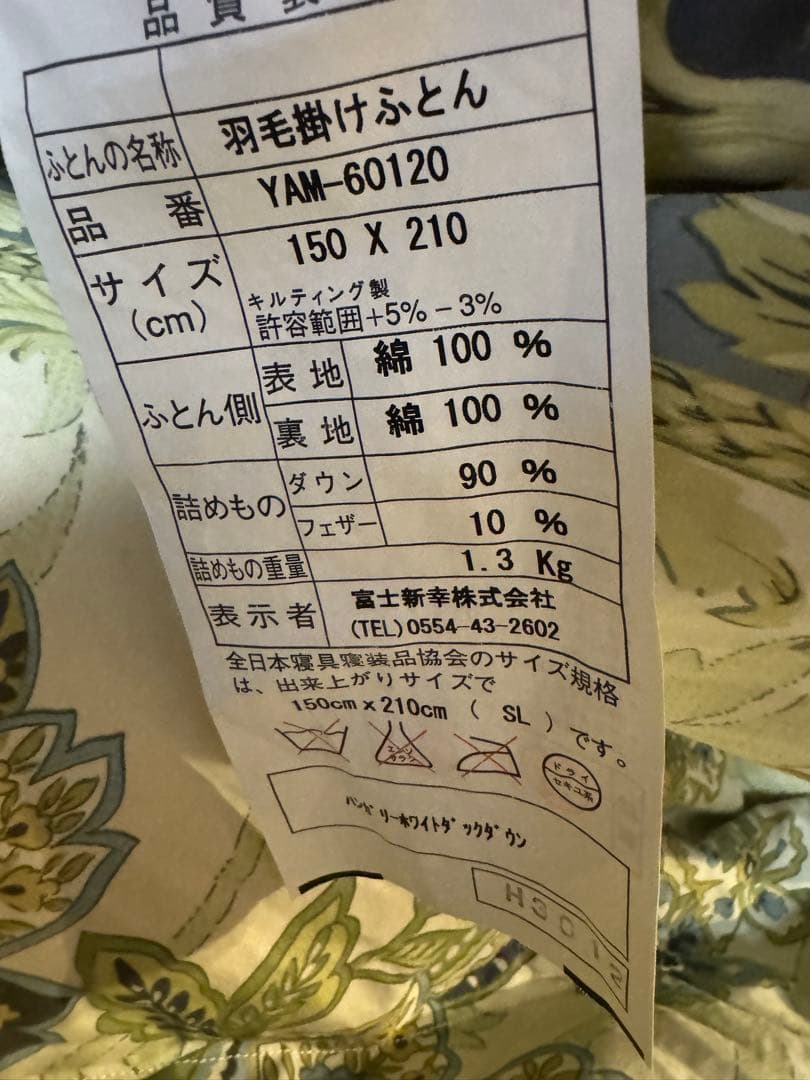 品質表
ふとんの名称 羽毛掛けふとん
品番 YAM-60120
サイズ(cm) 150 X 210
キルティング製
許容範囲+5%-3%
ふとん側 表地 綿 100 %
裏地 綿 100 %
詰めもの ダウン 90 %
フェザー 10 %
詰めもの重量 1.3 Kg
表示者 富士新幸株式会社
(TEL)0554-43-2602
全日本寝具寝装品協会のサイズ規格
は、出来上がりサイズで
150cm x 210cm ( SL ) です。
エンソサラシ
ドライ
セキユ系
ハンガリーホワイトダックダウン
H3012